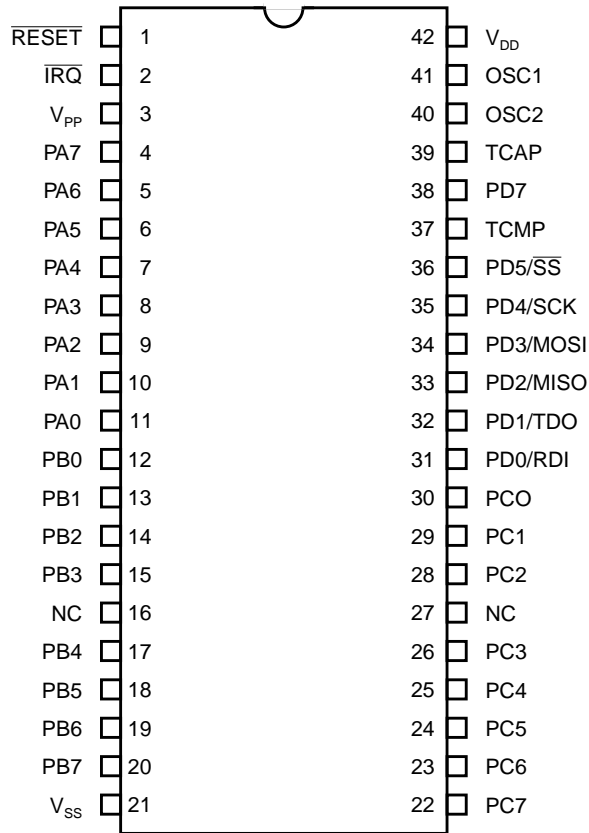 R̅E̅S̅E̅T̅ 1 42 VDD
I̅R̅Q̅ 2 41 OSC1
VPP 3 40 OSC2
PA7 4 39 TCAP
PA6 5 38 PD7
PA5 6 37 TCMP
PA4 7 36 PD5/S̅S̅
PA3 8 35 PD4/SCK
PA2 9 34 PD3/MOSI
PA1 10 33 PD2/MISO
PA0 11 32 PD1/TDO
PB0 12 31 PD0/RDI
PB1 13 30 PCO
PB2 14 29 PC1
PB3 15 28 PC2
NC 16 27 NC
PB4 17 26 PC3
PB5 18 25 PC4
PB6 19 24 PC5
PB7 20 23 PC6
VSS 21 22 PC7